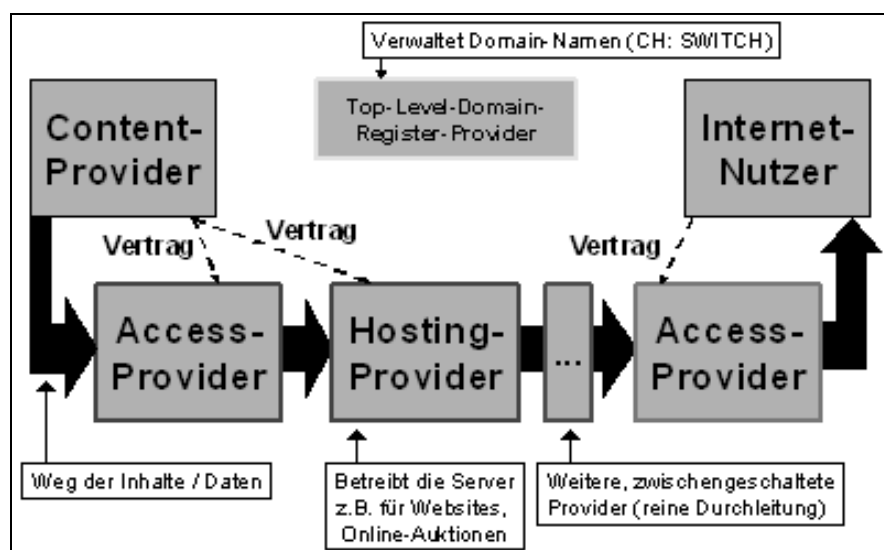 Verwaltet Domain-Namen (CH: SWITCH)
Top-Level-Domain-
Register-Provider
Content-
Provider
Internet-
Nutzer
Vertrag
Vertrag
Vertrag
Access-
Provider
Hosting-
Provider
...
Access-
Provider
Weg der Inhalte / Daten
Betreibt die Server
z.B. für Websites,
Online-Auktionen
Weitere, zwischengeschaltete
Provider (reine Durchleitung)